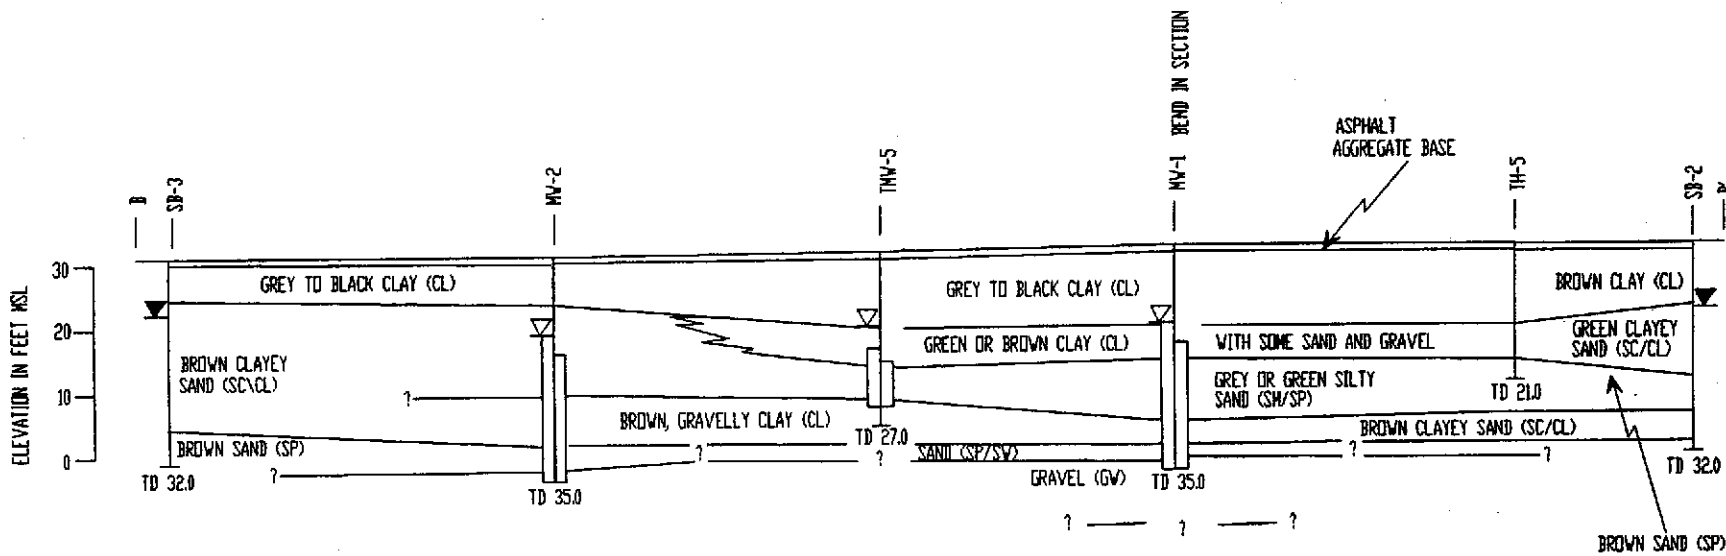 BEND IN SECTION
ASPHALT
AGGREGATE BASE
B
SB-3
MW-2
TMW-5
MW-1
TH-5
SB-2
ELEVATION IN FEET MSL
30
20
10
0
GREY TO BLACK CLAY (CL)
GREY TO BLACK CLAY (CL)
BROWN CLAY (CL)
BROWN CLAYEY
SAND (SC\CL)
GREEN OR BROWN CLAY (CL)
WITH SOME SAND AND GRAVEL
GREEN CLAYEY
SAND (SC/CL)
GREY OR GREEN SILTY
SAND (SM/SP)
TD 21.0
?
BROWN, GRAVELLY CLAY (CL)
TD 27.0
BROWN CLAYEY SAND (SC/CL)
BROWN SAND (SP)
?
?
SAND (SP/SW)
?
?
?
GRAVEL (GW)
TD 32.0
TD 35.0
TD 35.0
TD 32.0
? ? ?
BROWN SAND (SP)